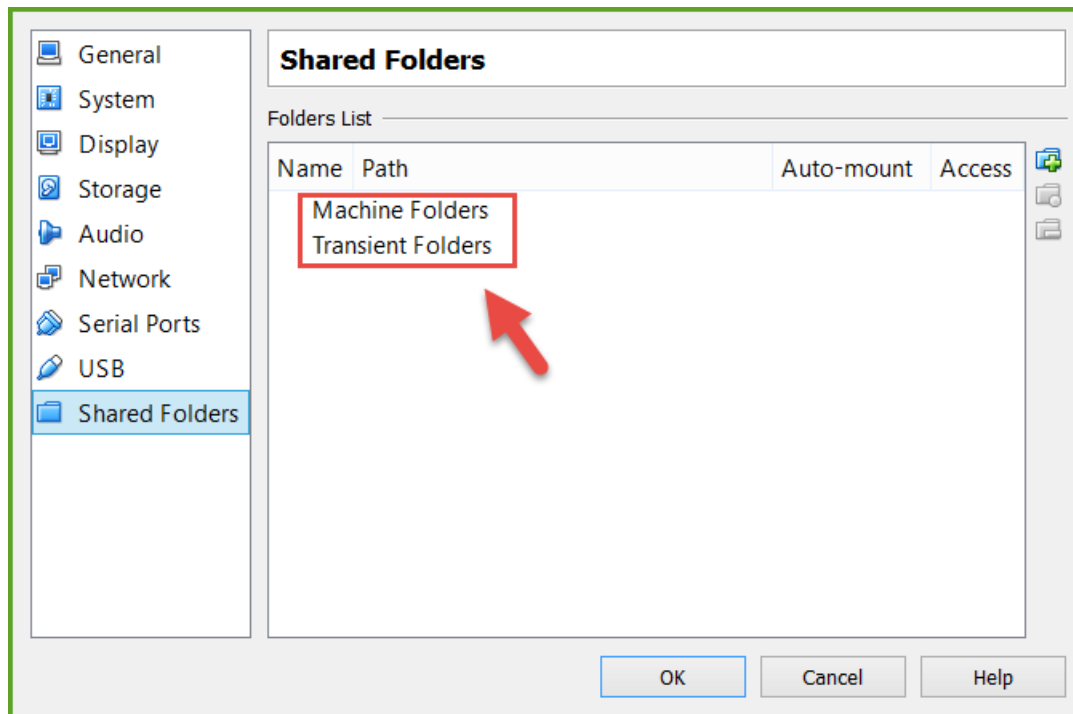 General
System
Display
Storage
Audio
Network
Serial Ports
USB
Shared Folders
Shared Folders
Folders List
Name Path Auto-mount Access
Machine Folders
Transient Folders
OK Cancel Help